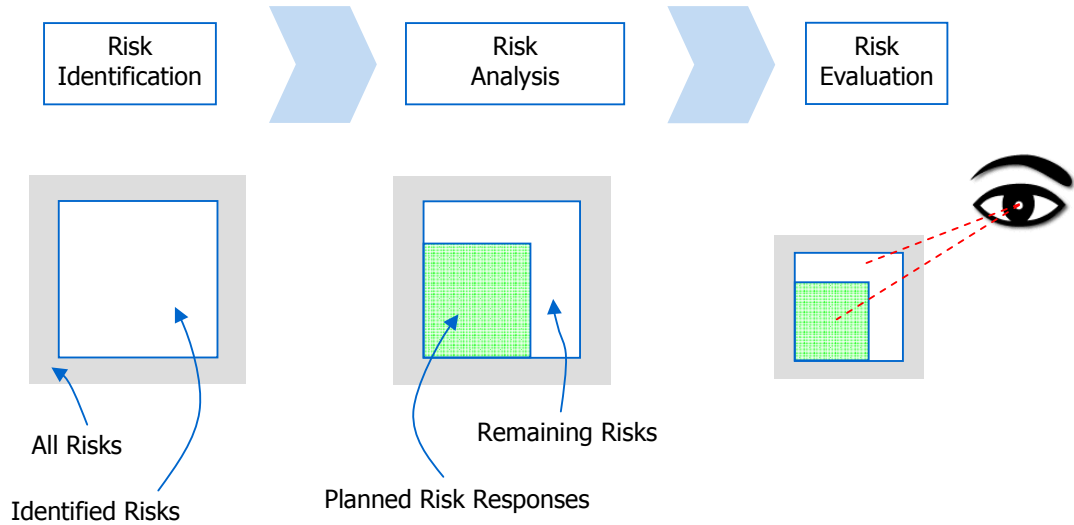 Risk
Identification
Risk
Analysis
Risk
Evaluation
All Risks
Identified Risks
Remaining Risks
Planned Risk Responses